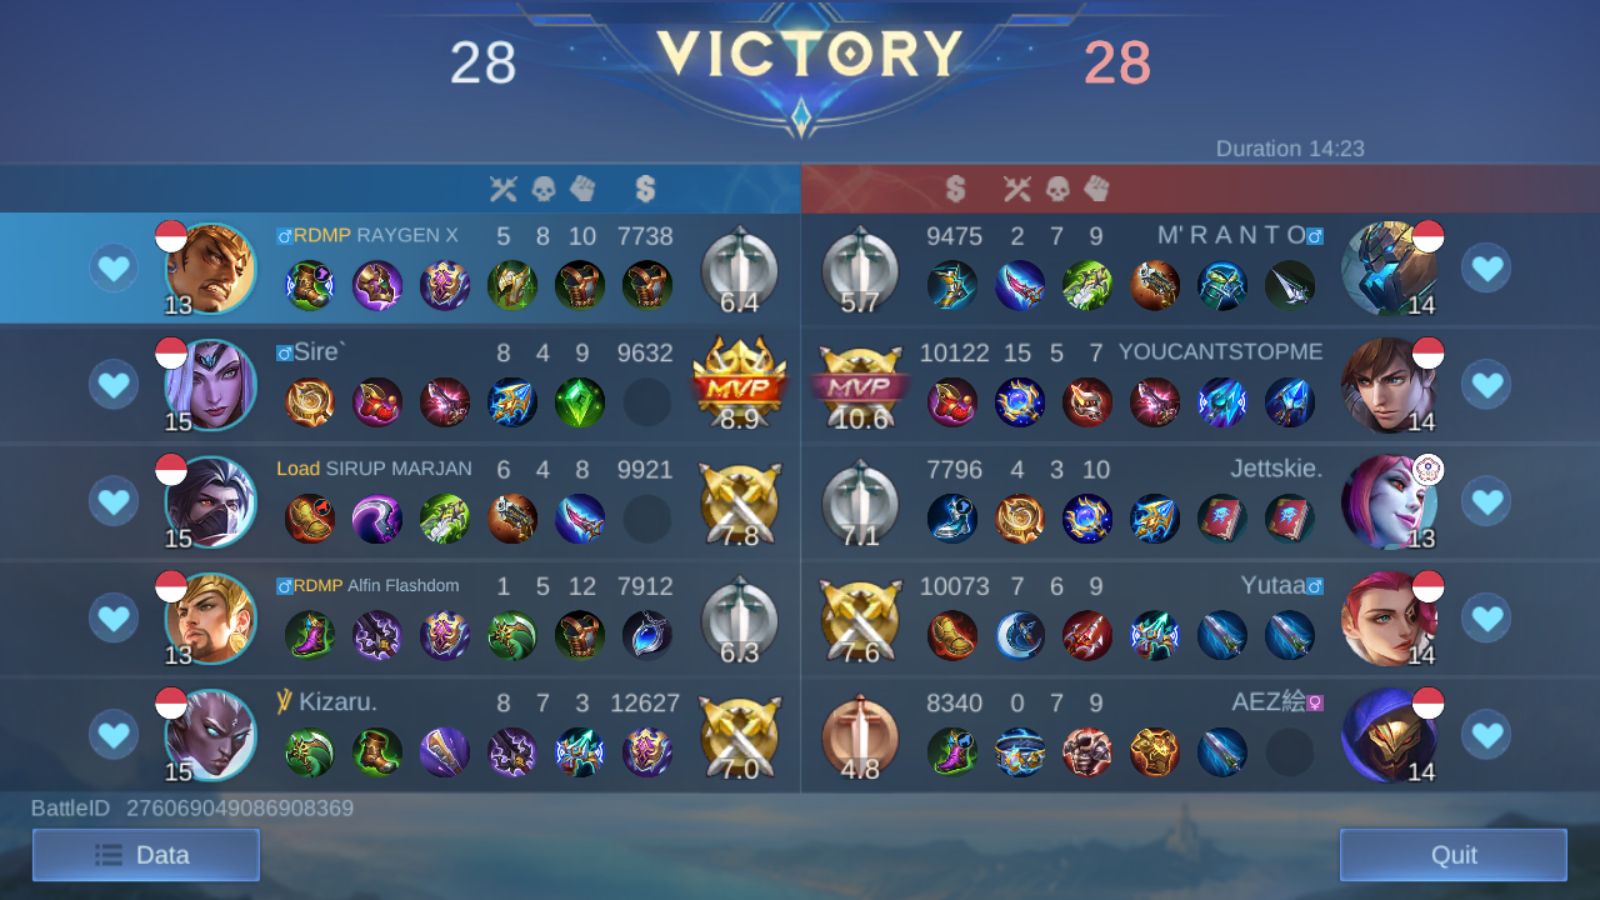 28 VICTORY 28
Duration 14:23
RDMP RAYGEN X 5 8 10 7738
13 6.4
9475 2 7 9 M' R A N T O
5.7 14
Sire` 8 4 9 9632 MVP
15 8.9
MVP 10122 15 5 7 YOUCANTSTOPME
10.6 14
Load SIRUP MARJAN 6 4 8 9921
15 7.8
7796 4 3 10 Jettskie.
7.1 13
RDMP Alfin Flashdom 1 5 12 7912
13 6.3
10073 7 6 9 Yutaa
7.6 14
Kizaru. 8 7 3 12627
15 7.0
8340 0 7 9 AEZ絵
4.8 14
BattleID 276069049086908369
Data Quit